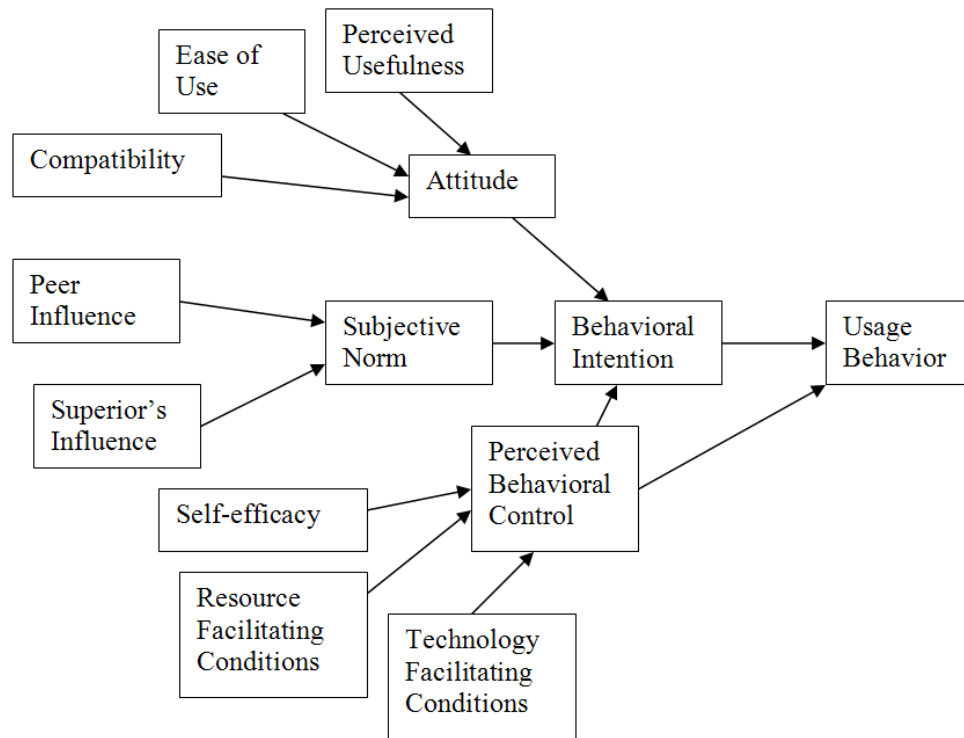 Perceived
Usefulness
Ease of
Use
Compatibility
Attitude
Peer
Influence
Subjective
Norm
Behavioral
Intention
Usage
Behavior
Superior's
Influence
Perceived
Behavioral
Control
Self-efficacy
Resource
Facilitating
Conditions
Technology
Facilitating
Conditions